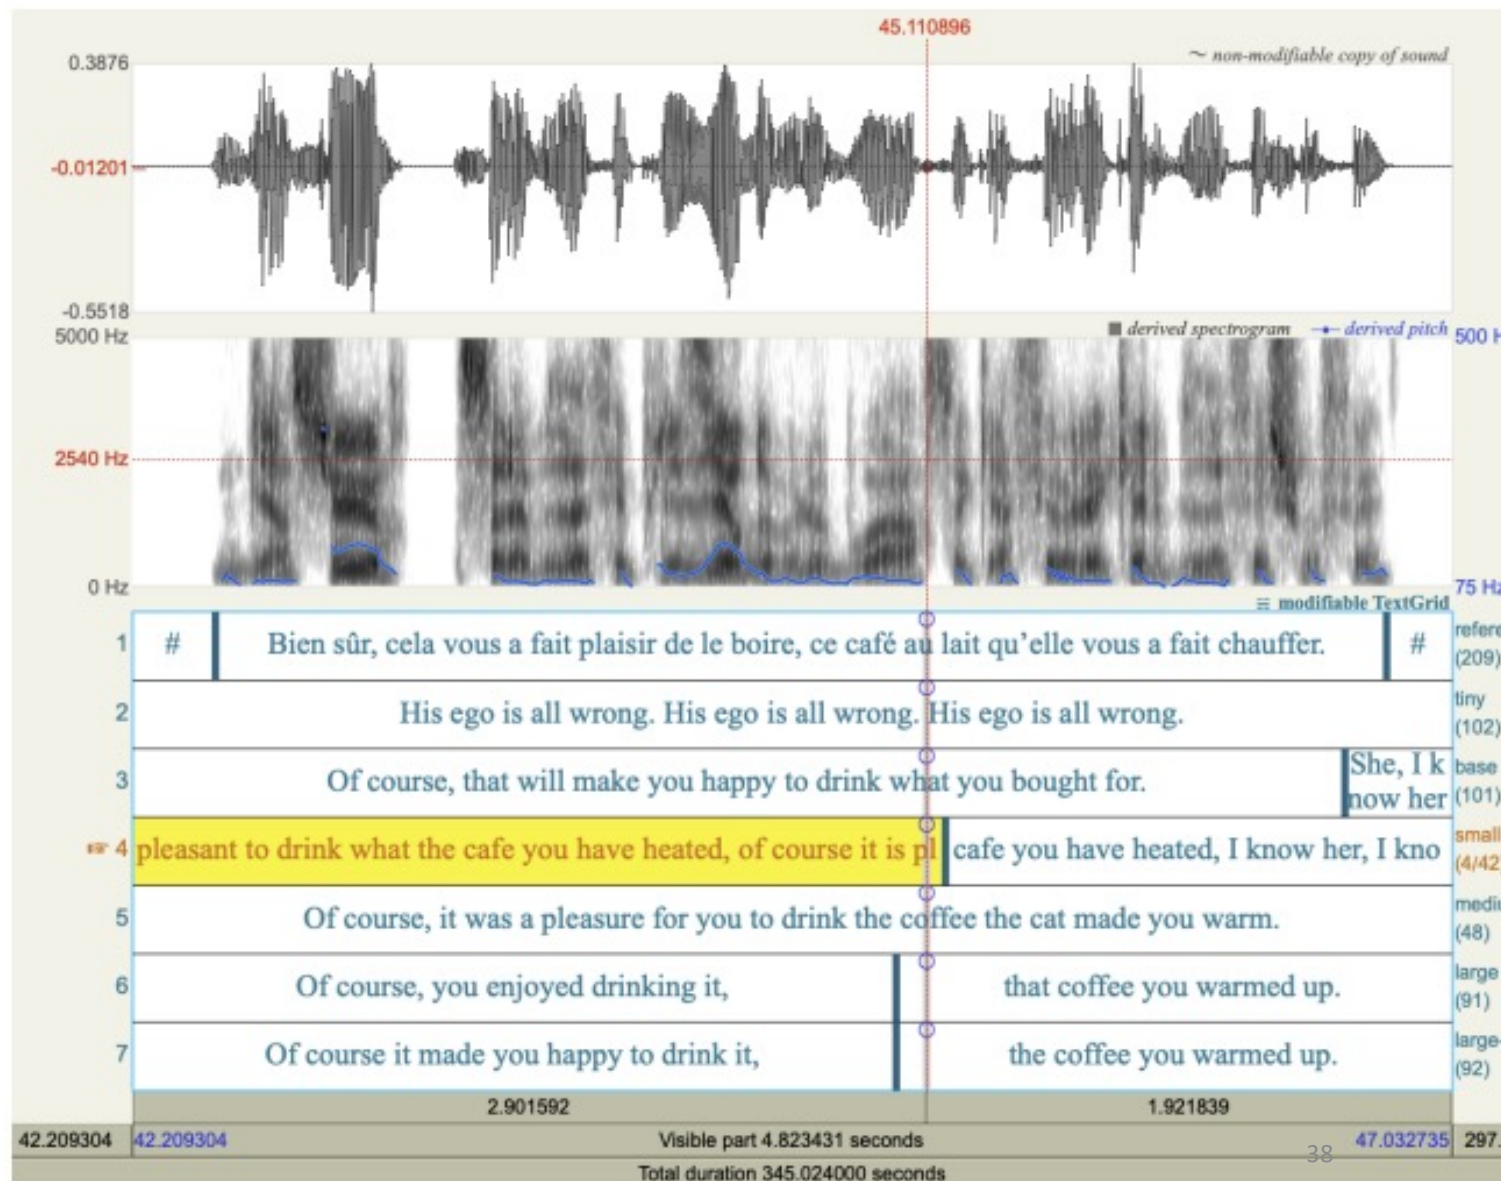 45.110896
~ non-modifiable copy of sound
0.3876
-0.01201
-0.5518
5000 Hz
derived spectrogram derived pitch 500 H
2540 Hz
0 Hz
75 Hz
modifiable TextGrid
1 # Bien sûr, cela vous a fait plaisir de le boire, ce café au lait qu'elle vous a fait chauffer. # refere
(209)
2 His ego is all wrong. His ego is all wrong. His ego is all wrong. tiny
(102)
3 Of course, that will make you happy to drink what you bought for. She, I k
now her
base
(101)
4 pleasant to drink what the cafe you have heated, of course it is pl cafe you have heated, I know her, I kno small
(4/42)
5 Of course, it was a pleasure for you to drink the coffee the cat made you warm. mediu
(48)
6 Of course, you enjoyed drinking it, that coffee you warmed up. large
(91)
7 Of course it made you happy to drink it, the coffee you warmed up. large-
(92)
2.901592 1.921839
42.209304 42.209304 Visible part 4.823431 seconds 47.032735 297.
38
Total duration 345.024000 seconds